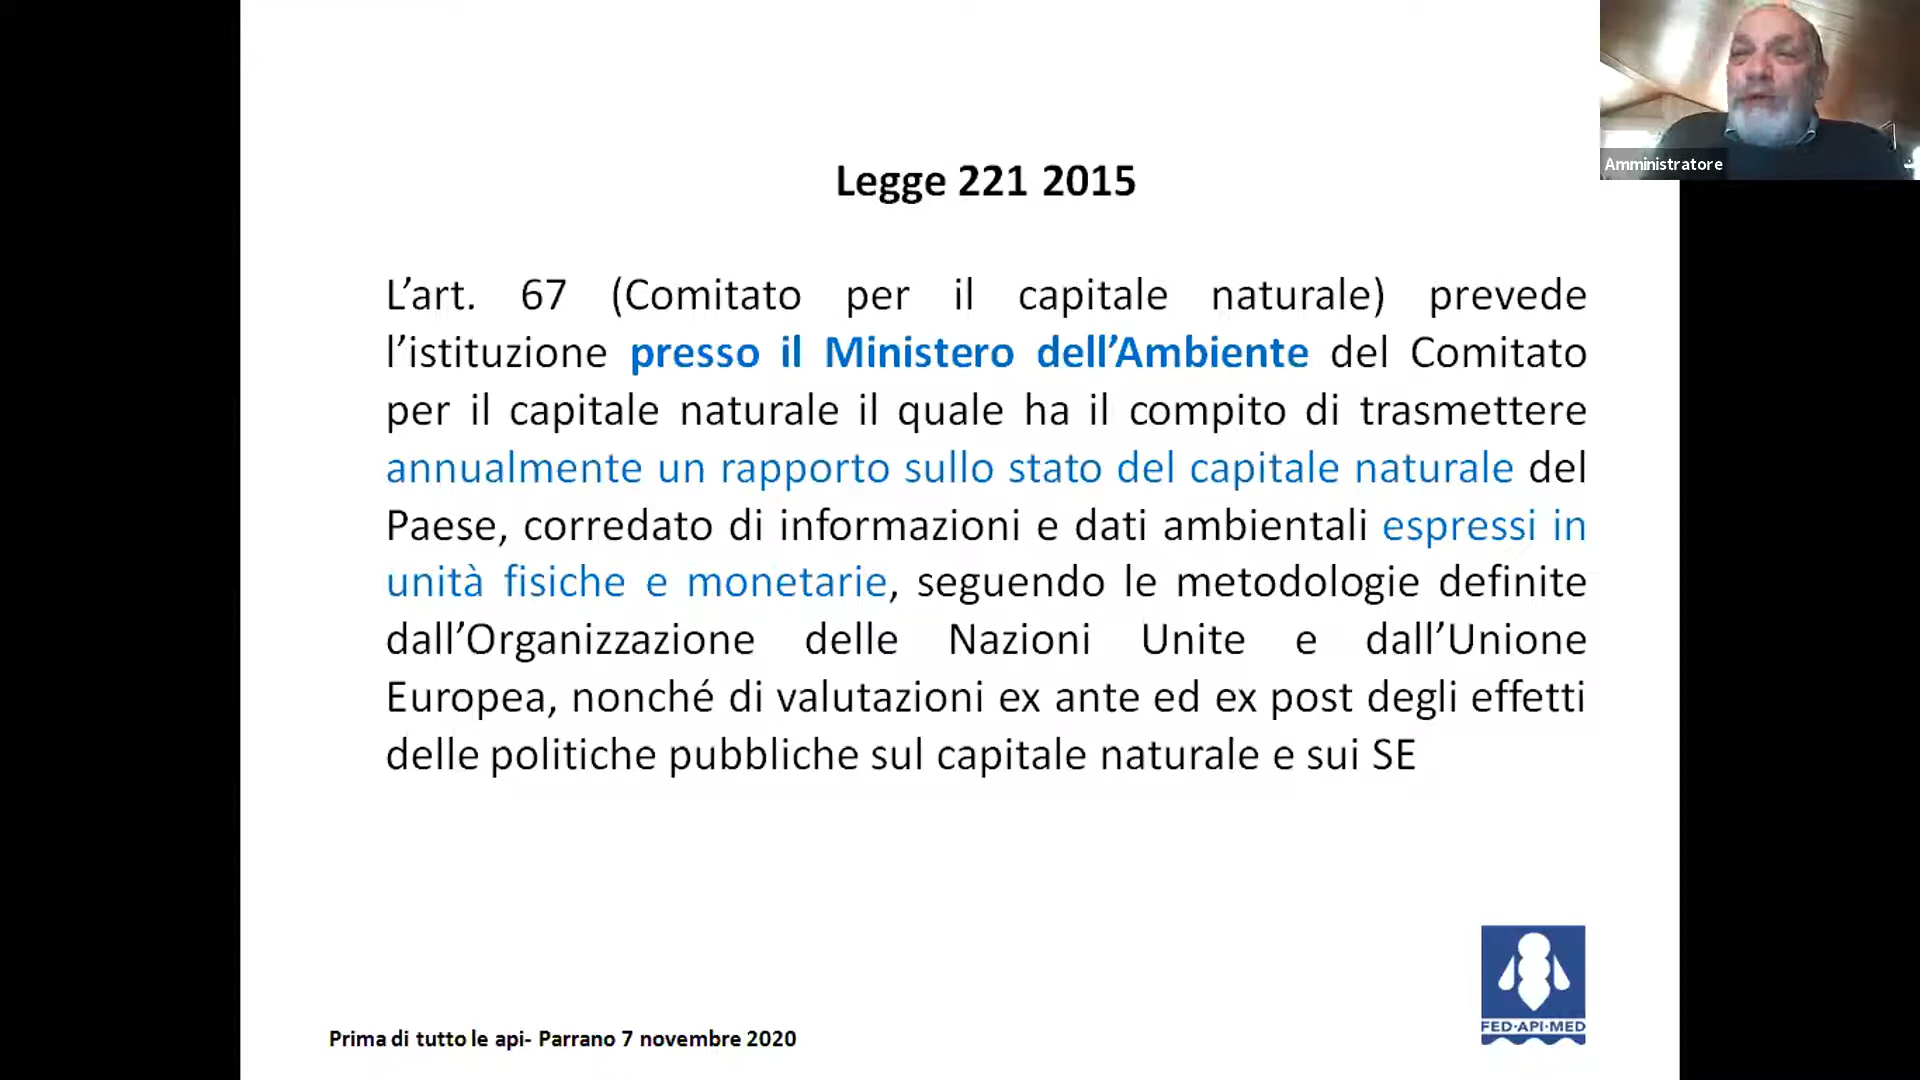 Amministratore
Legge 221 2015
L’art. 67 (Comitato per il capitale naturale) prevede
l’istituzione presso il Ministero dell’Ambiente del Comitato
per il capitale naturale il quale ha il compito di trasmettere
annualmente un rapporto sullo stato del capitale naturale del
Paese, corredato di informazioni e dati ambientali espressi in
unità fisiche e monetarie, seguendo le metodologie definite
dall’Organizzazione delle Nazioni Unite e dall’Unione
Europea, nonché di valutazioni ex ante ed ex post degli effetti
delle politiche pubbliche sul capitale naturale e sui SE
FED·API·MED
Prima di tutto le api- Parrano 7 novembre 2020